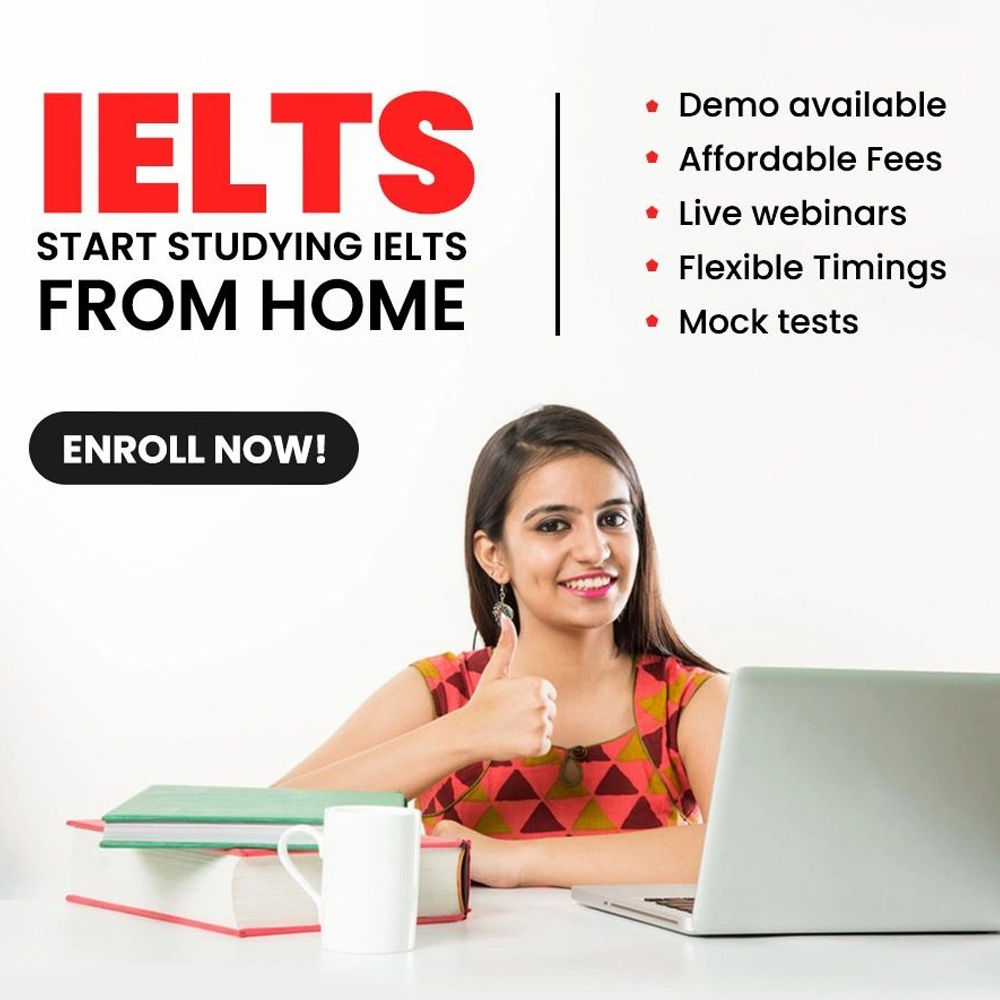 IELTS
START STUDYING IELTS
FROM HOME
Demo available
Affordable Fees
Live webinars
Flexible Timings
Mock tests
ENROLL NOW!